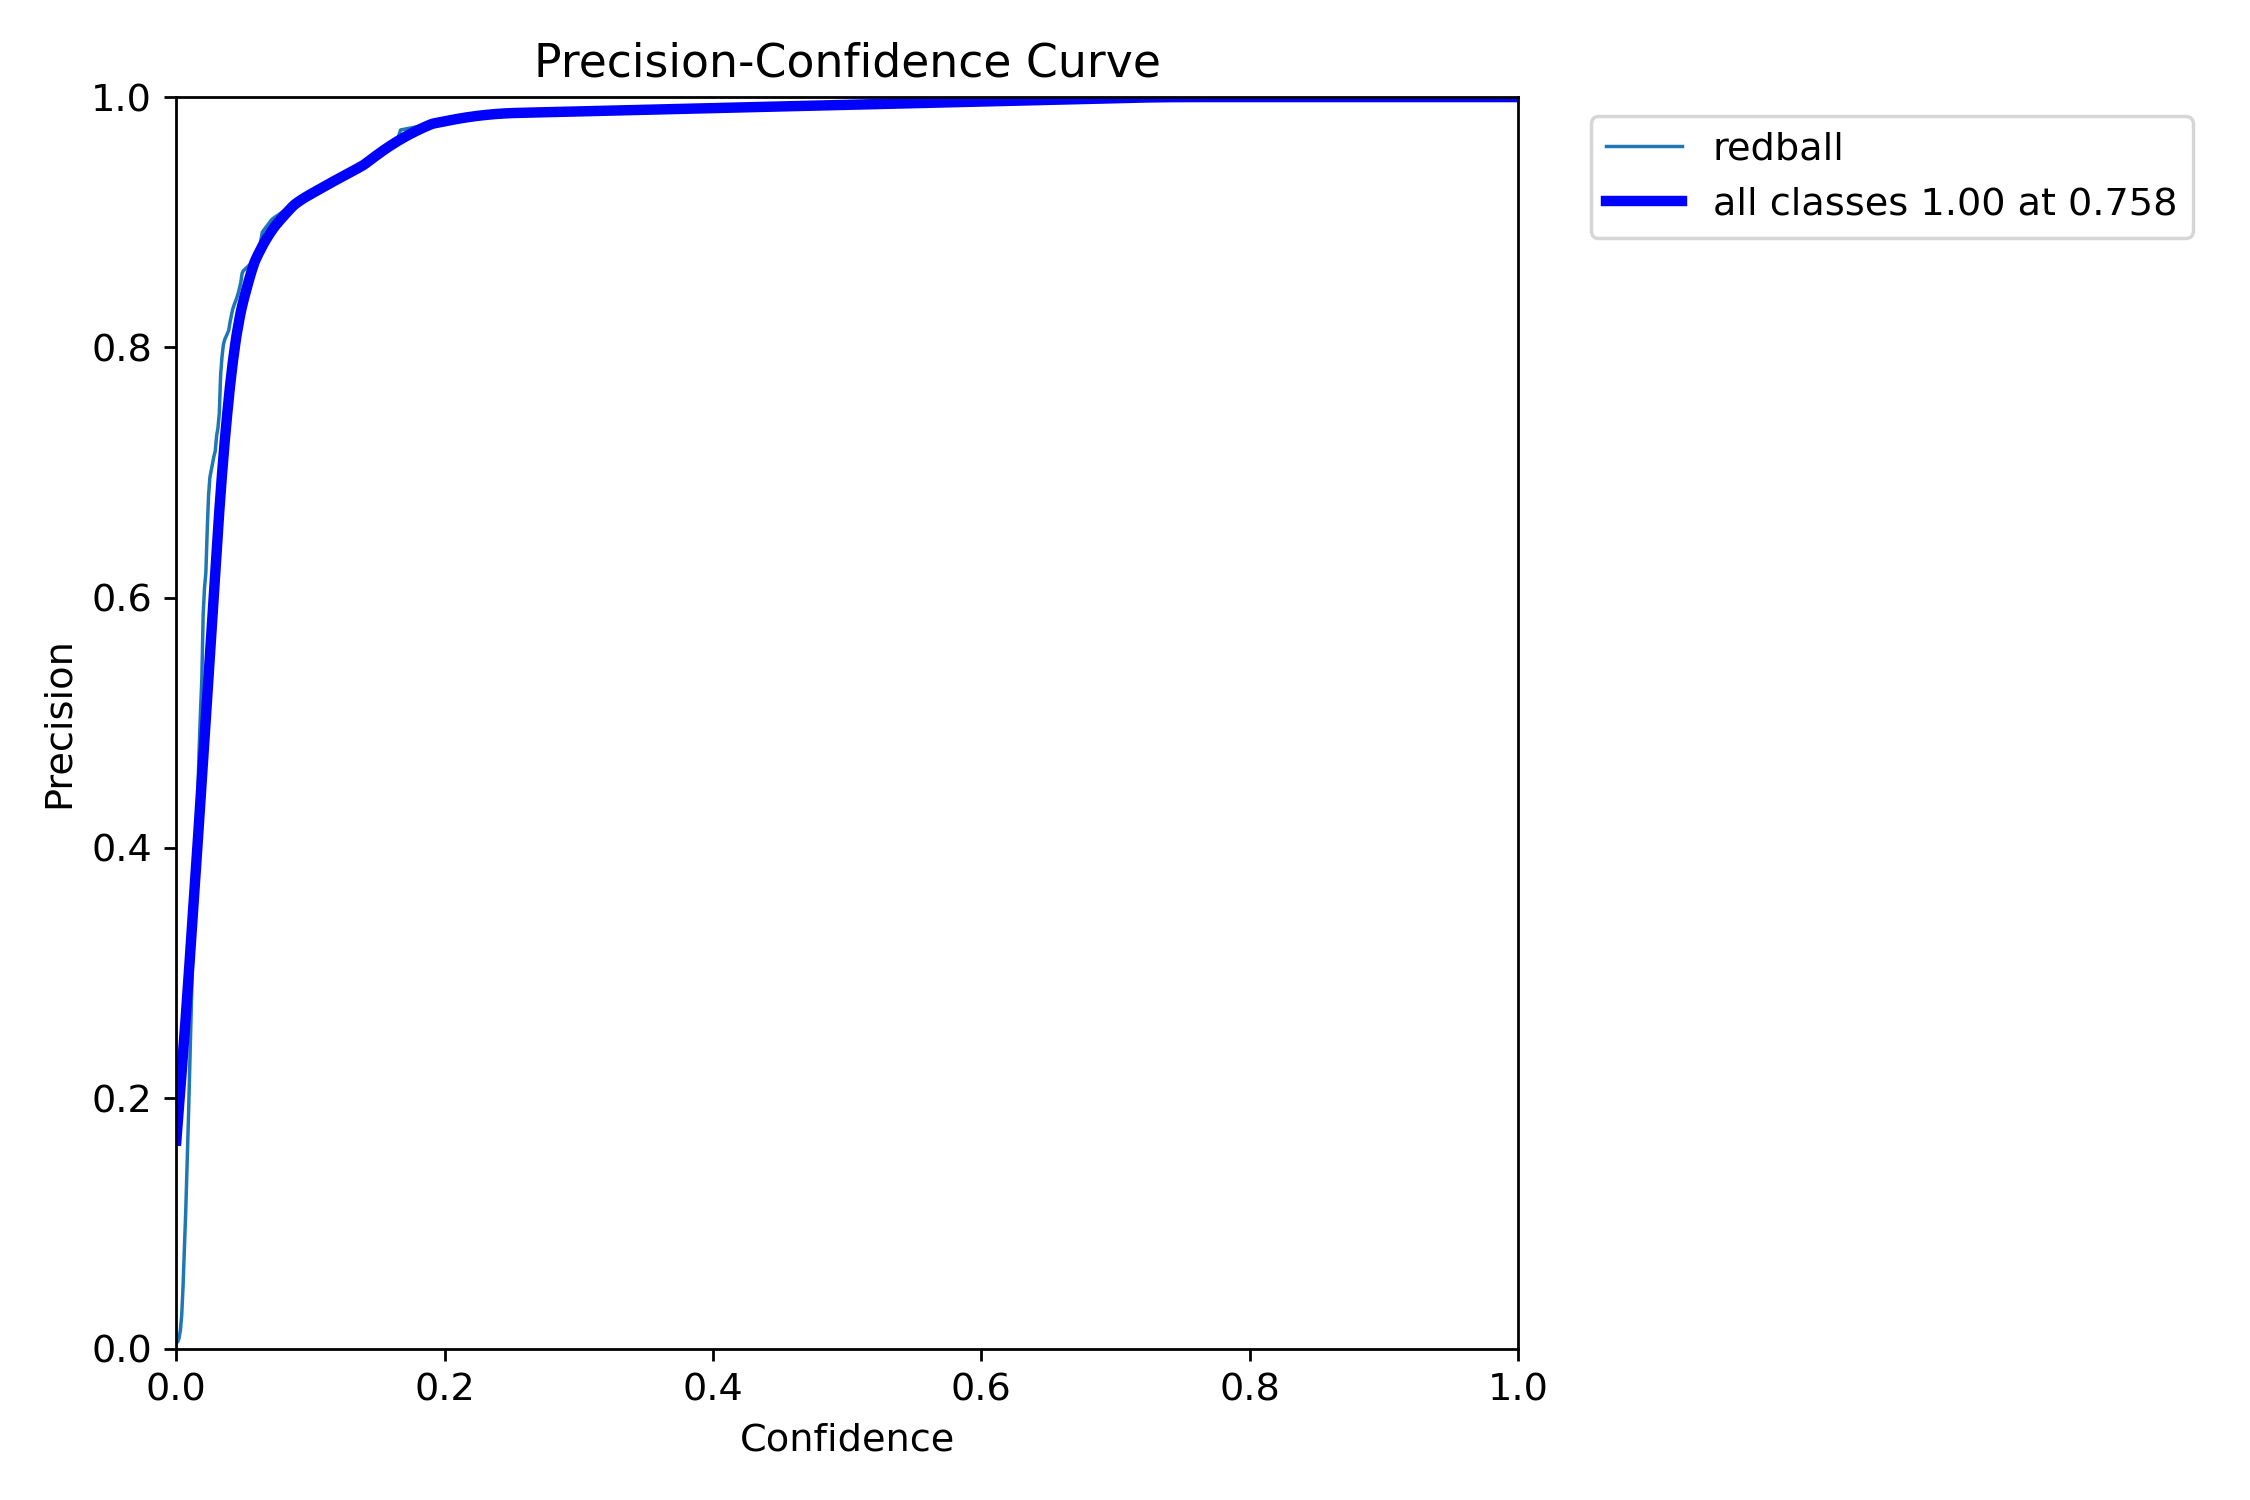 Precision-Confidence Curve
1.0
0.8
0.6
0.4
0.2
0.0
Precision
0.0 0.2 0.4 0.6 0.8 1.0
Confidence
redball
all classes 1.00 at 0.758